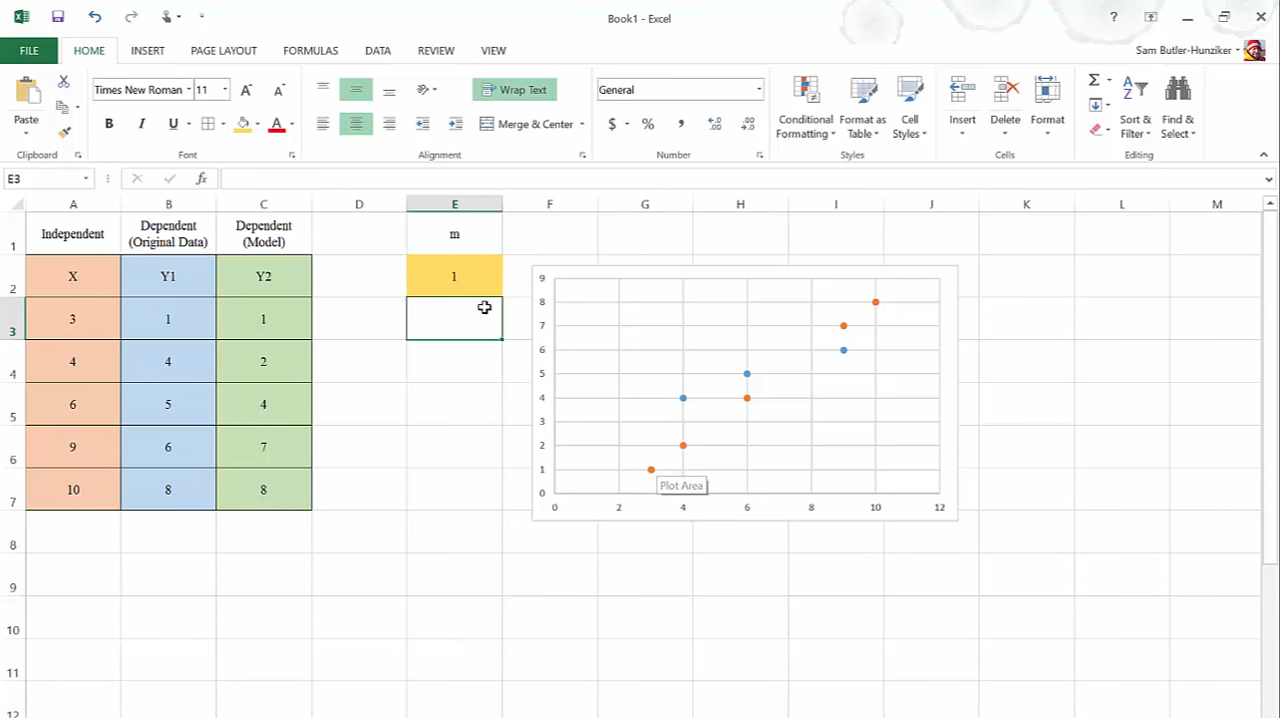 Book1 - Excel
?
FILE HOME INSERT PAGE LAYOUT FORMULAS DATA REVIEW VIEW Sam Butler-Hunziker
Paste
Times New Roman 11
B I U
Wrap Text
Merge & Center
General
$ % ,
Conditional Formatting
Format as Table
Cell Styles
Insert Delete Format
Sort & Filter
Find & Select
Clipboard Font Alignment Number Styles Cells Editing
E3 fx
A B C D E F G H I J K L M
1 Independent Dependent (Original Data) Dependent (Model) m
2 X Y1 Y2 1
3 3 1 1
4 4 4 2
5 6 5 4
6 9 6 7
7 10 8 8
8
9
10
11
12
9
8
7
6
5
4
3
2
1
0
Plot Area
0 2 4 6 8 10 12